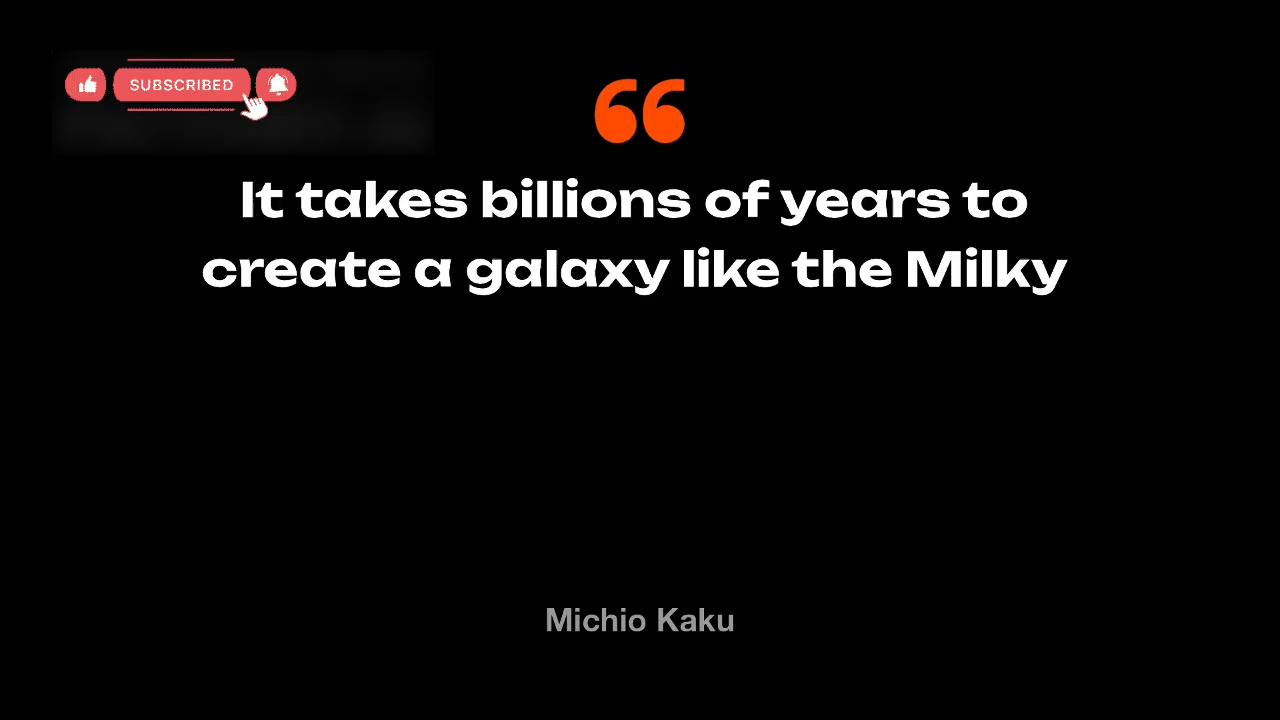 SUBSCRIBED
It takes billions of years to
create a galaxy like the Milky
Michio Kaku